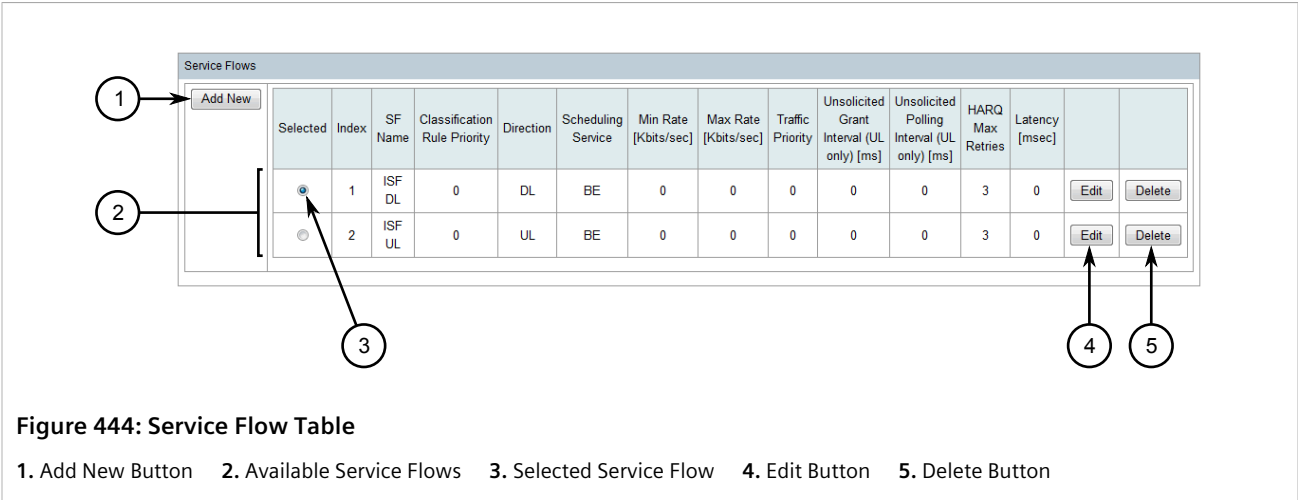 Service Flows
1
Add New
Selected Index SF Name Classification Rule Priority Direction Scheduling Service Min Rate [Kbits/sec] Max Rate [Kbits/sec] Traffic Priority Unsolicited Grant Interval (UL only) [ms] Unsolicited Polling Interval (UL only) [ms] HARQ Max Retries Latency [msec]
2
1 ISF DL 0 DL BE 0 0 0 0 0 3 0 Edit Delete
2 ISF UL 0 UL BE 0 0 0 0 0 3 0 Edit Delete
3
4
5
Figure 444: Service Flow Table
1. Add New Button 2. Available Service Flows 3. Selected Service Flow 4. Edit Button 5. Delete Button